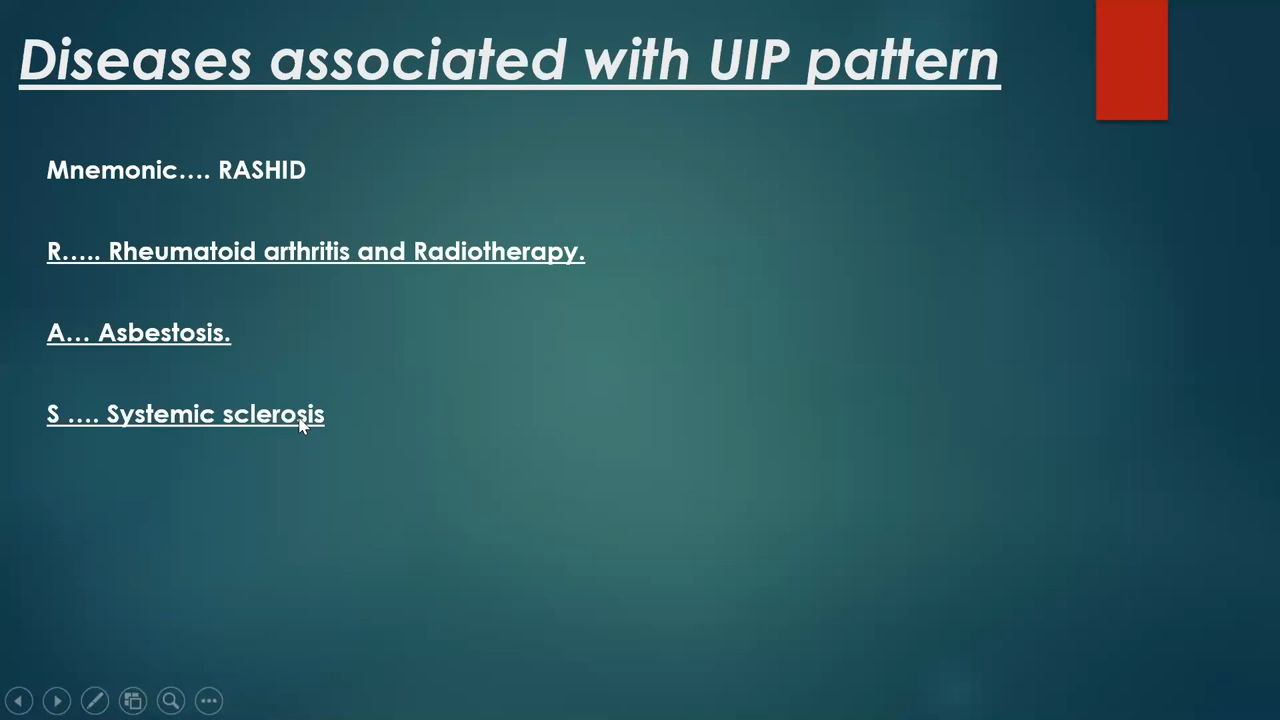 Diseases associated with UIP pattern
Mnemonic…. RASHID
R….. Rheumatoid arthritis and Radiotherapy.
A… Asbestosis.
S …. Systemic sclerosis